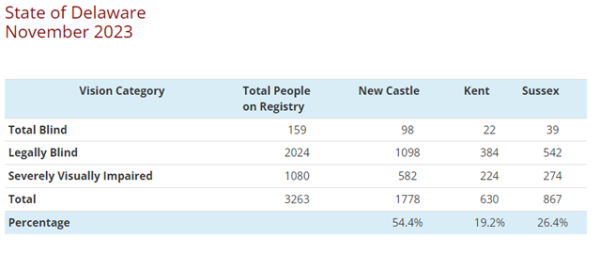 State of Delaware
November 2023
Vision Category Total People on Registry New Castle Kent Sussex
Total Blind 159 98 22 39
Legally Blind 2024 1098 384 542
Severely Visually Impaired 1080 582 224 274
Total 3263 1778 630 867
Percentage 54.4% 19.2% 26.4%